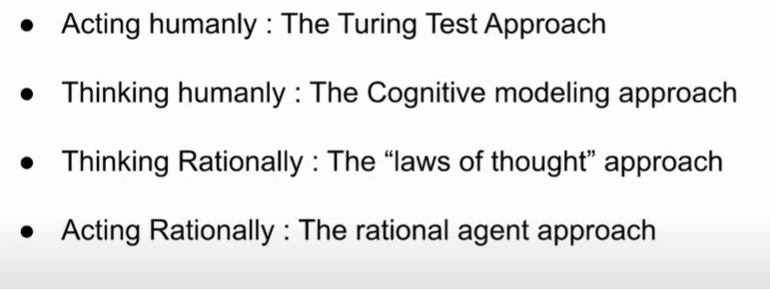 ● Acting humanly : The Turing Test Approach
● Thinking humanly : The Cognitive modeling approach
● Thinking Rationally : The “laws of thought” approach
● Acting Rationally : The rational agent approach